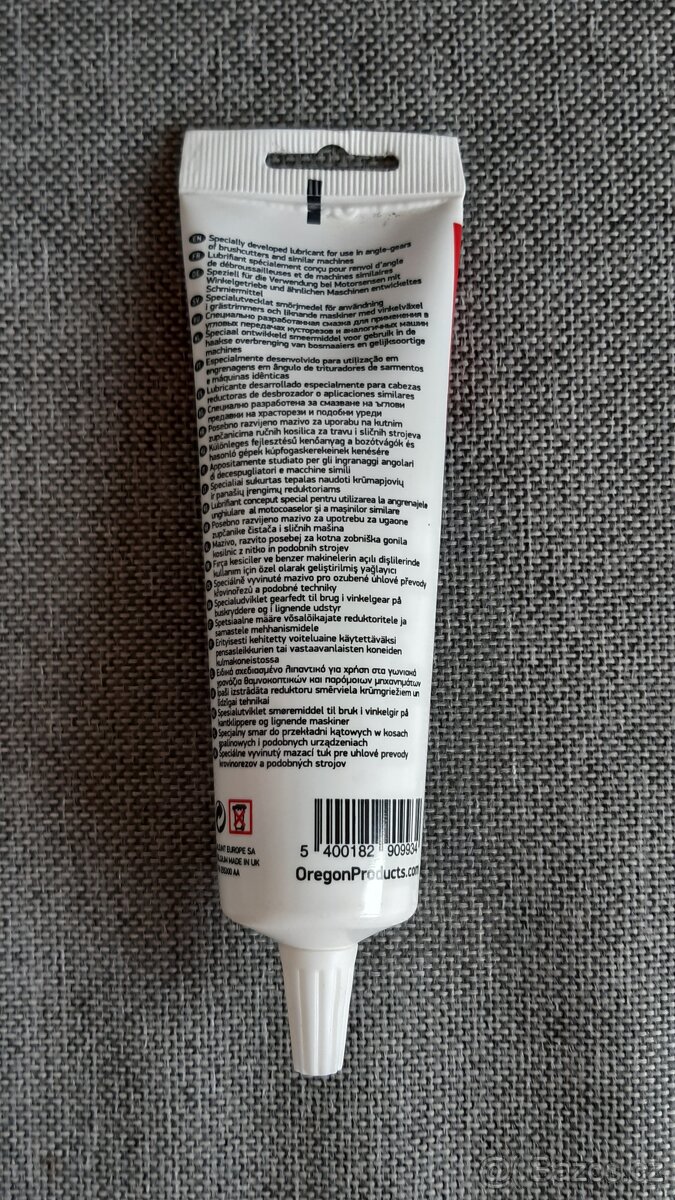 EN Specially developed lubricant for use in angle-gears
of brushcutters and similar machines
FR Lubrifiant spécialement conçu pour renvoi d'angle
de débroussailleuses et de machines similaires
DE Speziell für die Verwendung bei Motorsensen mit
Winkelgetriebe und ähnlichen Maschinen entwickeltes
Schmiermittel
Specialutvecklat smörjmedel för användning
i grästrimmers och liknande maskiner med vinkelväxel
Специально разработанная смазка для применения в
угловых передачах кусторезов и аналогичных машин
Speciaal ontwikkeld smeermiddel voor gebruik in de
haakse overbrenging van bosmaaiers en gelijksoortige
machines
Especialmente desenvolvido para utilização em
engrenagens em ângulo de trituradores de sarmentos
e máquinas idênticas
Lubricante desarrollado especialmente para cabezas
reductoras de desbrozador o aplicaciones similares
Специално разработена за смазване на ъглови
предавки на храсторези и подобни уреди
Posebno razvijeno mazivo za uporabu na kutnim
zupčanicima ručnih kosilica za travu i sličnih strojeva
Különleges fejlesztésű kenőanyag a bozótvágók és
hasonló gépek kúpfogaskerekeinek kenésére
Appositamente studiato per gli ingranaggi angolari
di decespugliatori e macchine simili
Specialiai sukurtas tepalas naudoti krūmapjovių
ir panašių įrengimų reduktoriams
Lubrifiant conceput special pentru utilizarea la angrenajele
unghiulare al motocoaselor şi a maşinilor similare
Posebno razvijeno mazivo za upotrebu za ugaone
zupčanike čistača i sličnih mašina
Mazivo, razvito posebej za kotna zobniška gonila
kosilnic z nitko in podobnih strojev
Fırça kesiciler ve benzer makinelerin açılı dişlilerinde
kullanım için özel olarak geliştirilmiş yağlayıcı
Speciálně vyvinuté mazivo pro ozubené úhlové převody
křovinořezů a podobné techniky
Specialudviklet gearfedt til brug i vinkelgear på
buskryddere og i lignende udstyr
Spetsiaalne määre võsalõikajate reduktoritele ja
samastele mehhanismidele
Erityisesti kehitetty voiteluaine käytettäväksi
pensasleikkurien tai vastaavanlaisten koneiden
kulmakoneistossa
Ειδικά σχεδιασμένο λιπαντικό για χρήση στα γωνιακά
γρανάζια θαμνοκοπτικών και παρόμοιων μηχανημάτων
Īpaši izstrādāta reduktoru smērviela krūmgriežiem un
līdzīgai tehnikai
Spesialutviklet smøremiddel til bruk i vinkelgir på
kantklippere og lignende maskiner
Specjalny smar do przekładni kątowych w kosach
spalinowych i podobnych urządzeniach
Špeciálne vyvinutý mazací tuk pre uhlové prevody
krovinorezov a podobných strojov
EUROPE SA
MADE IN UK
5 400182 909934
OregonProducts.com
Bazos.cz